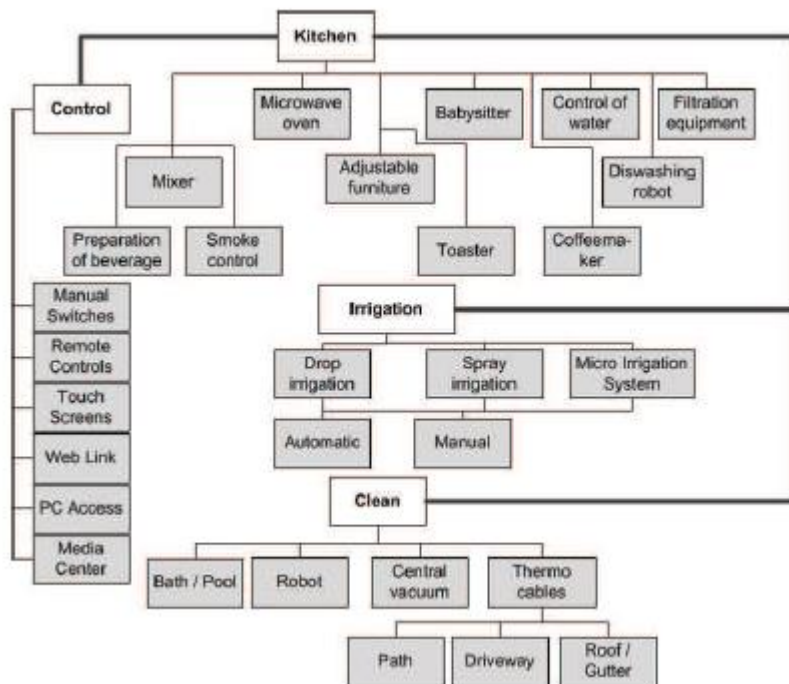 Kitchen
Control
Microwave
oven
Babysitter
Control of
water
Filtration
equipment
Mixer
Adjustable
furniture
Diswashing
robot
Preparation
of beverage
Smoke
control
Toaster
Coffeema-
ker
Manual
Switches
Remote
Controls
Touch
Screens
Web Link
PC Access
Media
Center
Irrigation
Drop
irrigation
Spray
irrigation
Micro Irrigation
System
Automatic
Manual
Clean
Bath / Pool
Robot
Central
vacuum
Thermo
cables
Path
Driveway
Roof /
Gutter